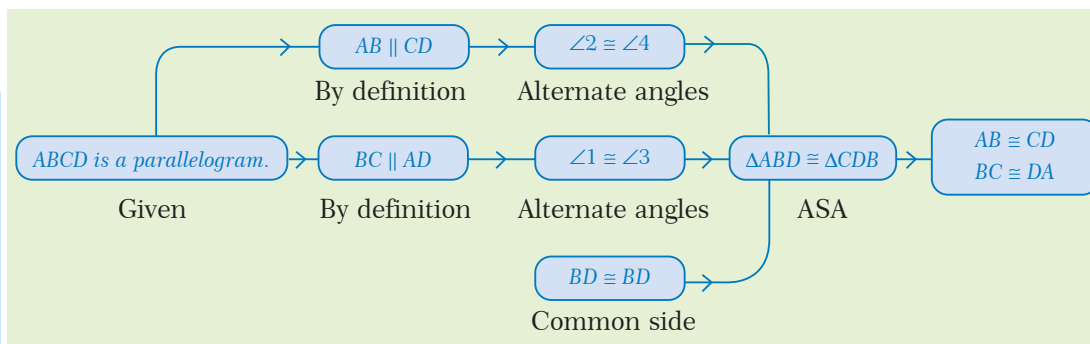 AB ∥ CD
∠2 ≅ ∠4
By definition
Alternate angles
ABCD is a parallelogram.
BC ∥ AD
∠1 ≅ ∠3
ΔABD ≅ ΔCDB
AB ≅ CD
BC ≅ DA
Given
By definition
Alternate angles
ASA
BD ≅ BD
Common side